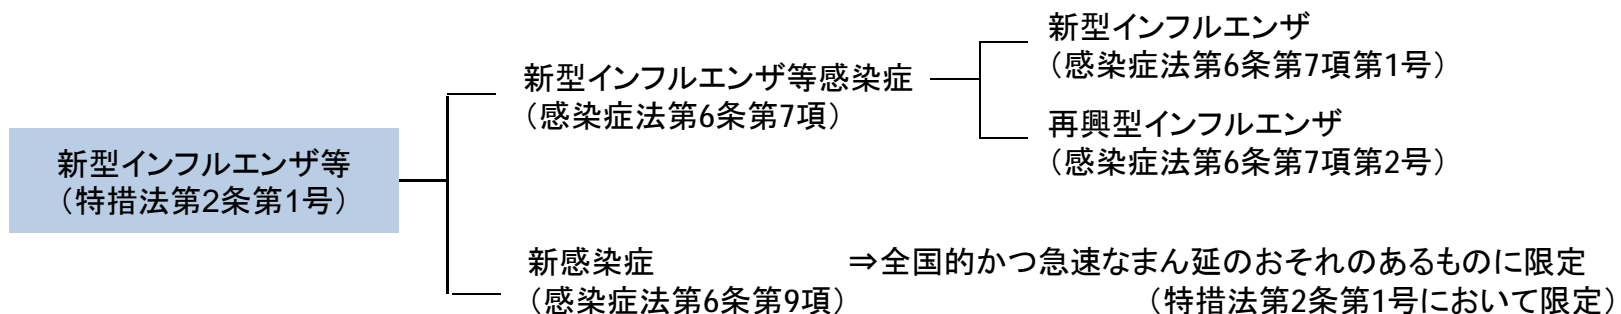 新型インフルエンザ等
（特措法第2条第1号）
新型インフルエンザ等感染症
（感染症法第6条第7項）
新型インフルエンザ
（感染症法第6条第7項第1号）
再興型インフルエンザ
（感染症法第6条第7項第2号）
新感染症 ⇒全国的かつ急速なまん延のおそれのあるものに限定
（感染症法第6条第9項） （特措法第2条第1号において限定）